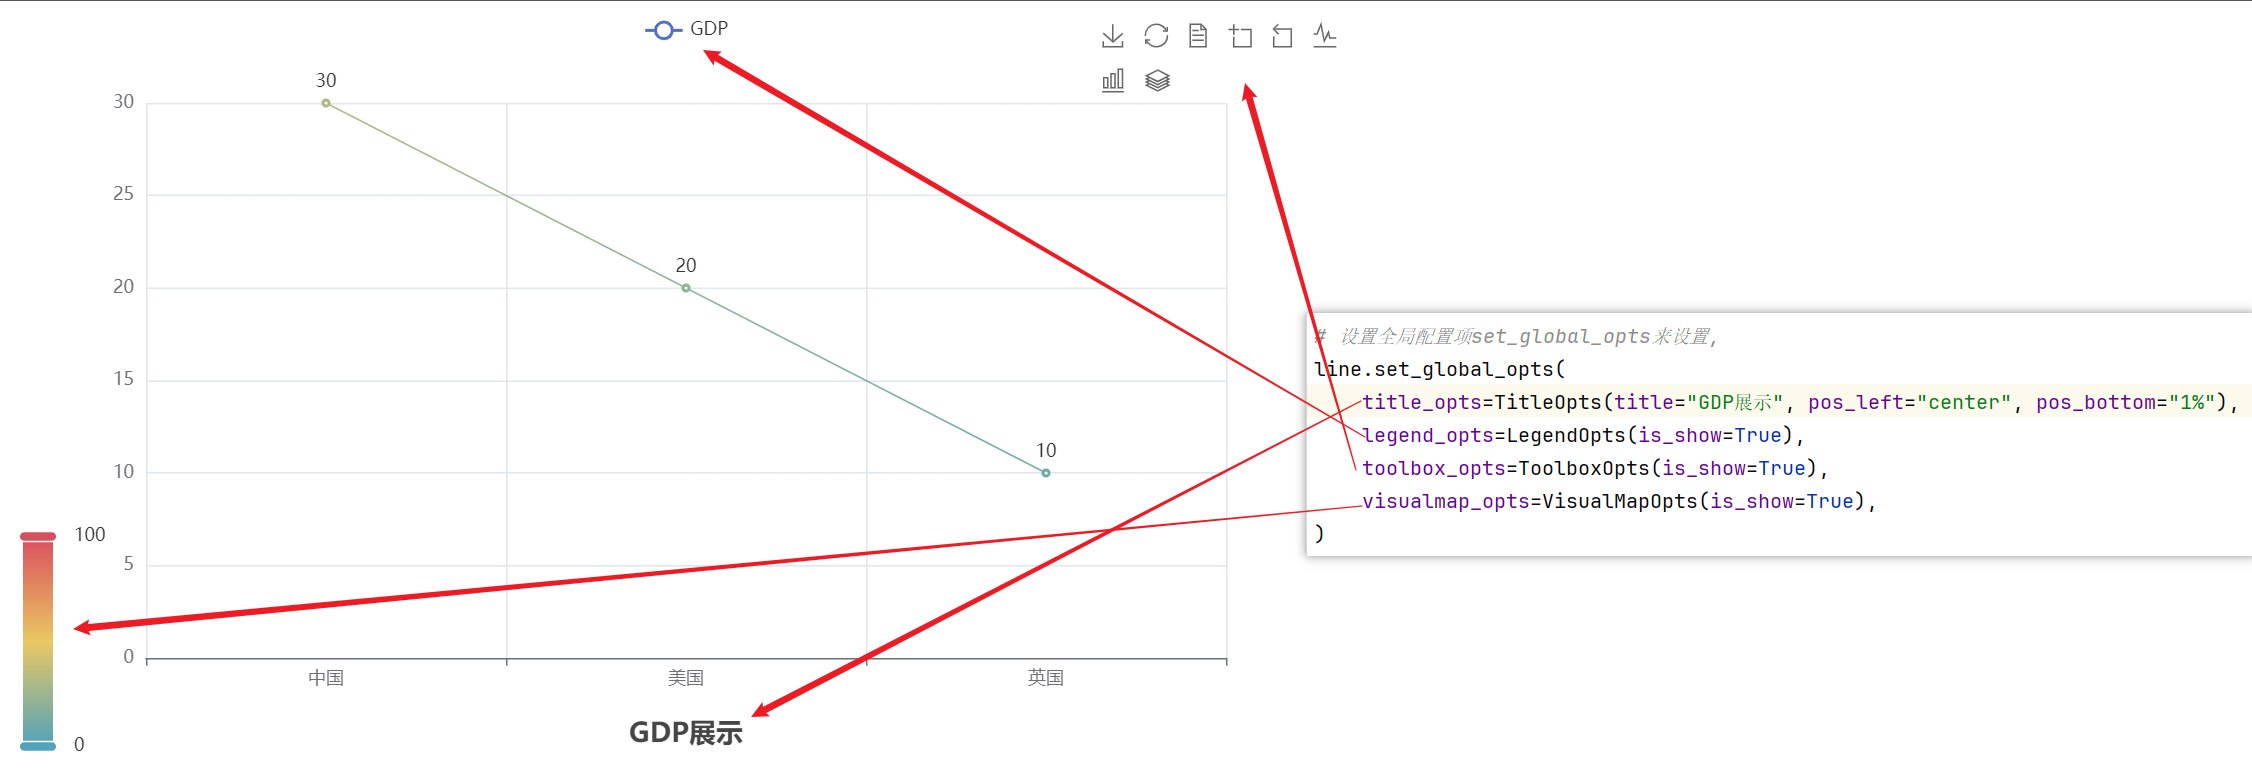 GDP
30
30
25
20
20
15
10
10
5
0
中国
美国
英国
100
0
GDP展示
# 设置全局配置项set_global_opts来设置,
line.set_global_opts(
title_opts=TitleOpts(title="GDP展示", pos_left="center", pos_bottom="1%"),
legend_opts=LegendOpts(is_show=True),
toolbox_opts=ToolboxOpts(is_show=True),
visualmap_opts=VisualMapOpts(is_show=True),
)